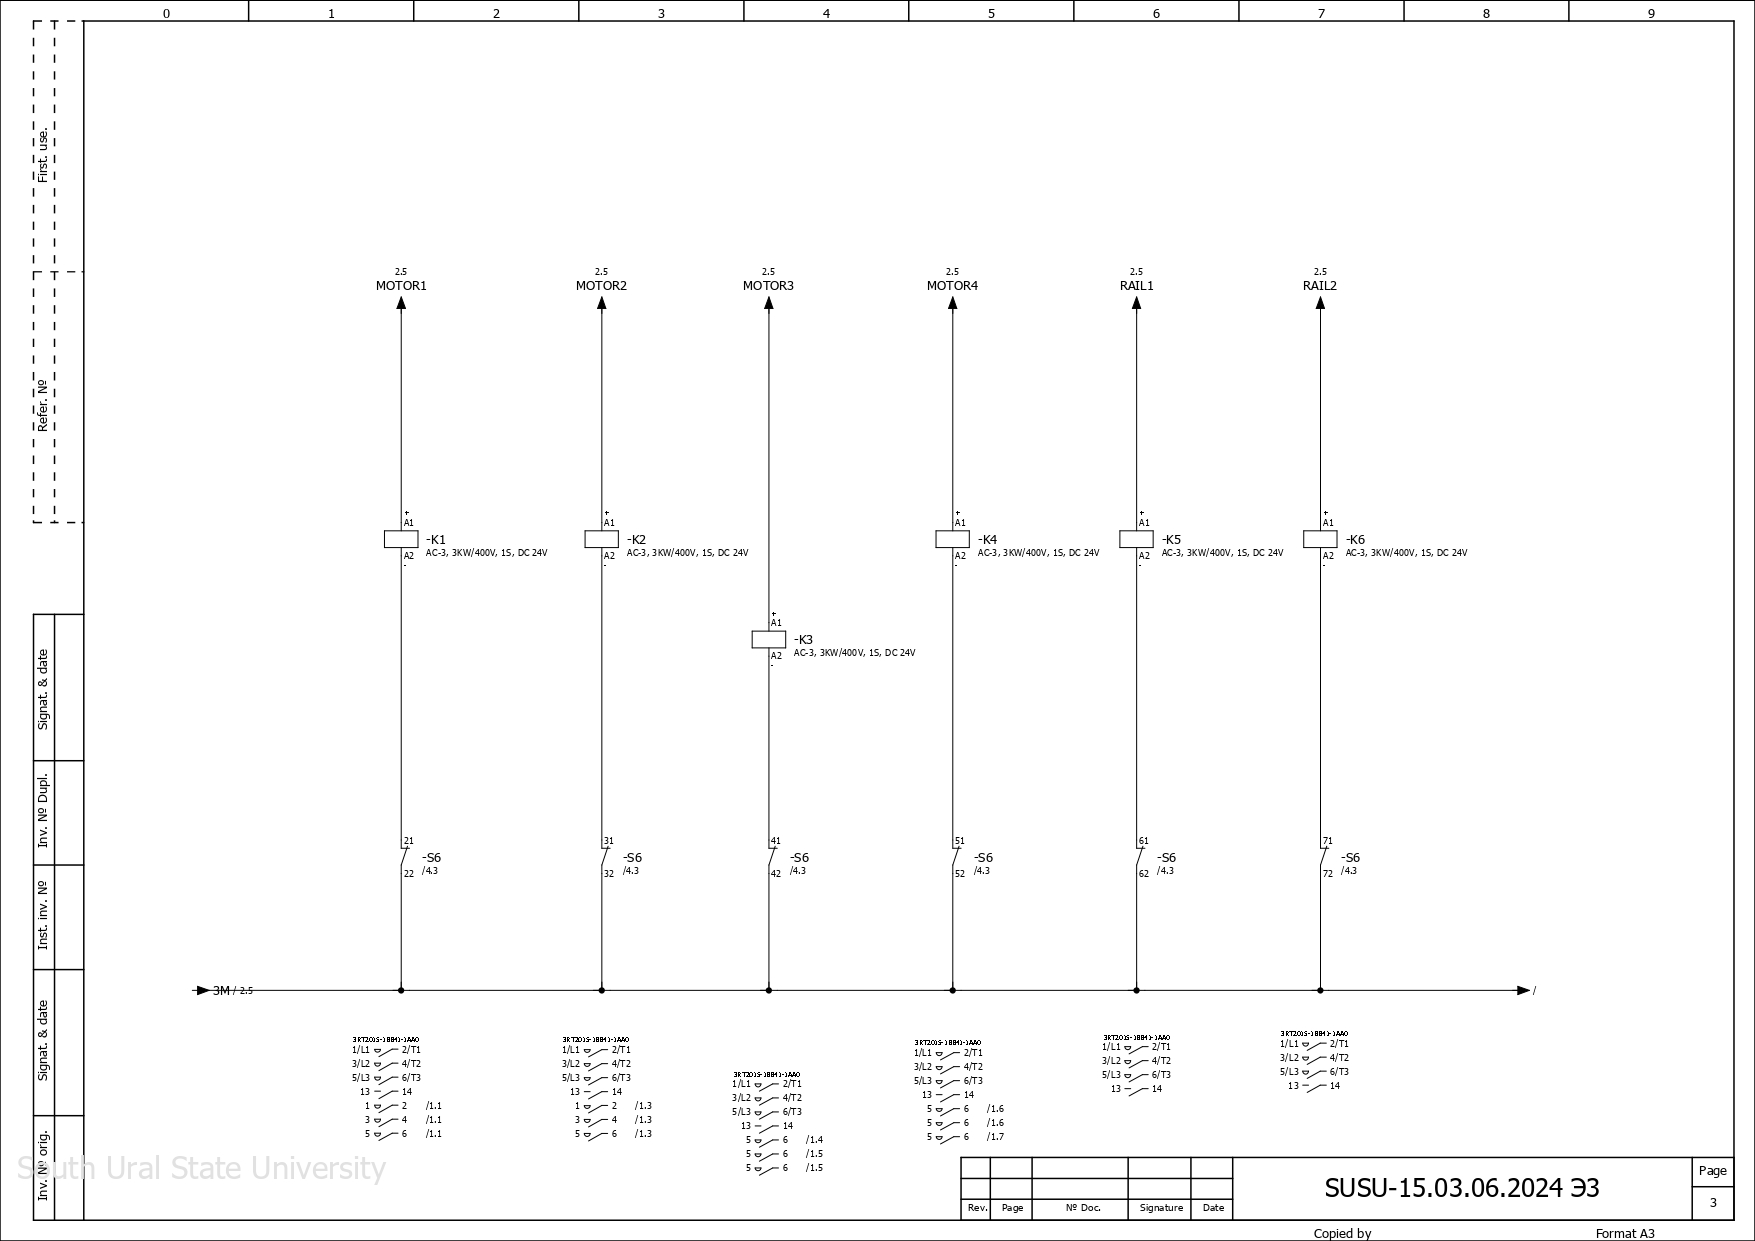 0 1 2 3 4 5 6 7 8 9
First. use.
Refer. №
Signat. & date
Inv. № Dupl.
Inst. inv. №
Signat. & date
Inv. № orig.
2.5 2.5 2.5 2.5 2.5 2.5
MOTOR1 MOTOR2 MOTOR3 MOTOR4 RAIL1 RAIL2
+ + + + +
A1 A1 A1 A1 A1
-K1 -K2 -K4 -K5 -K6
A2 AC-3, 3KW/400V, 1S, DC 24V A2 AC-3, 3KW/400V, 1S, DC 24V A2 AC-3, 3KW/400V, 1S, DC 24V A2 AC-3, 3KW/400V, 1S, DC 24V A2 AC-3, 3KW/400V, 1S, DC 24V
- - - - -
+
A1
-K3
A2 AC-3, 3KW/400V, 1S, DC 24V
-
21 31 41 51 61 71
-S6 -S6 -S6 -S6 -S6 -S6
22 /4.3 32 /4.3 42 /4.3 52 /4.3 62 /4.3 72 /4.3
3M / 2.5 /
3RT2015-1BB41-1AA0
1/L1 2/T1
3/L2 4/T2
5/L3 6/T3
13 14
1 2 /1.1
3 4 /1.1
5 6 /1.1
3RT2015-1BB41-1AA0
1/L1 2/T1
3/L2 4/T2
5/L3 6/T3
13 14
1 2 /1.3
3 4 /1.3
5 6 /1.3
3RT2015-1BB41-1AA0
1/L1 2/T1
3/L2 4/T2
5/L3 6/T3
13 14
5 6 /1.4
5 6 /1.5
5 6 /1.5
3RT2015-1BB41-1AA0
1/L1 2/T1
3/L2 4/T2
5/L3 6/T3
13 14
5 6 /1.6
5 6 /1.6
5 6 /1.7
3RT2015-1BB41-1AA0
1/L1 2/T1
3/L2 4/T2
5/L3 6/T3
13 14
3RT2015-1BB41-1AA0
1/L1 2/T1
3/L2 4/T2
5/L3 6/T3
13 14
South Ural State University
Rev. Page № Doc. Signature Date
SUSU-15.03.06.2024 ЭЗ
Page
3
Copied by Format A3